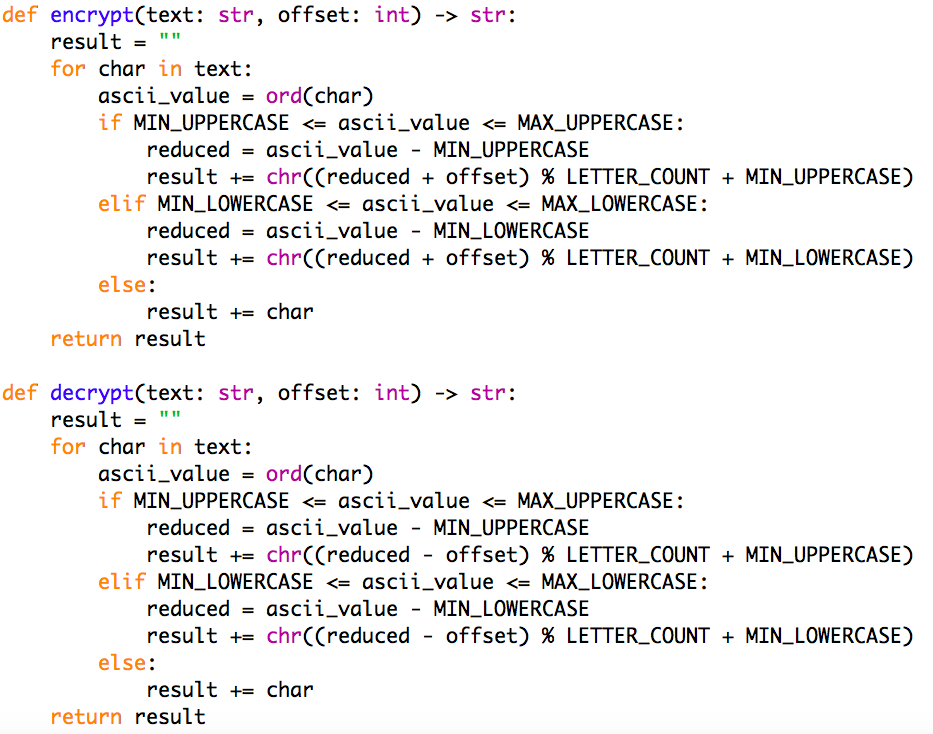 def encrypt(text: str, offset: int) -> str:
    result = ""
    for char in text:
        ascii_value = ord(char)
        if MIN_UPPERCASE <= ascii_value <= MAX_UPPERCASE:
            reduced = ascii_value - MIN_UPPERCASE
            result += chr((reduced + offset) % LETTER_COUNT + MIN_UPPERCASE)
        elif MIN_LOWERCASE <= ascii_value <= MAX_LOWERCASE:
            reduced = ascii_value - MIN_LOWERCASE
            result += chr((reduced + offset) % LETTER_COUNT + MIN_LOWERCASE)
        else:
            result += char
    return result

def decrypt(text: str, offset: int) -> str:
    result = ""
    for char in text:
        ascii_value = ord(char)
        if MIN_UPPERCASE <= ascii_value <= MAX_UPPERCASE:
            reduced = ascii_value - MIN_UPPERCASE
            result += chr((reduced - offset) % LETTER_COUNT + MIN_UPPERCASE)
        elif MIN_LOWERCASE <= ascii_value <= MAX_LOWERCASE:
            reduced = ascii_value - MIN_LOWERCASE
            result += chr((reduced - offset) % LETTER_COUNT + MIN_LOWERCASE)
        else:
            result += char
    return result